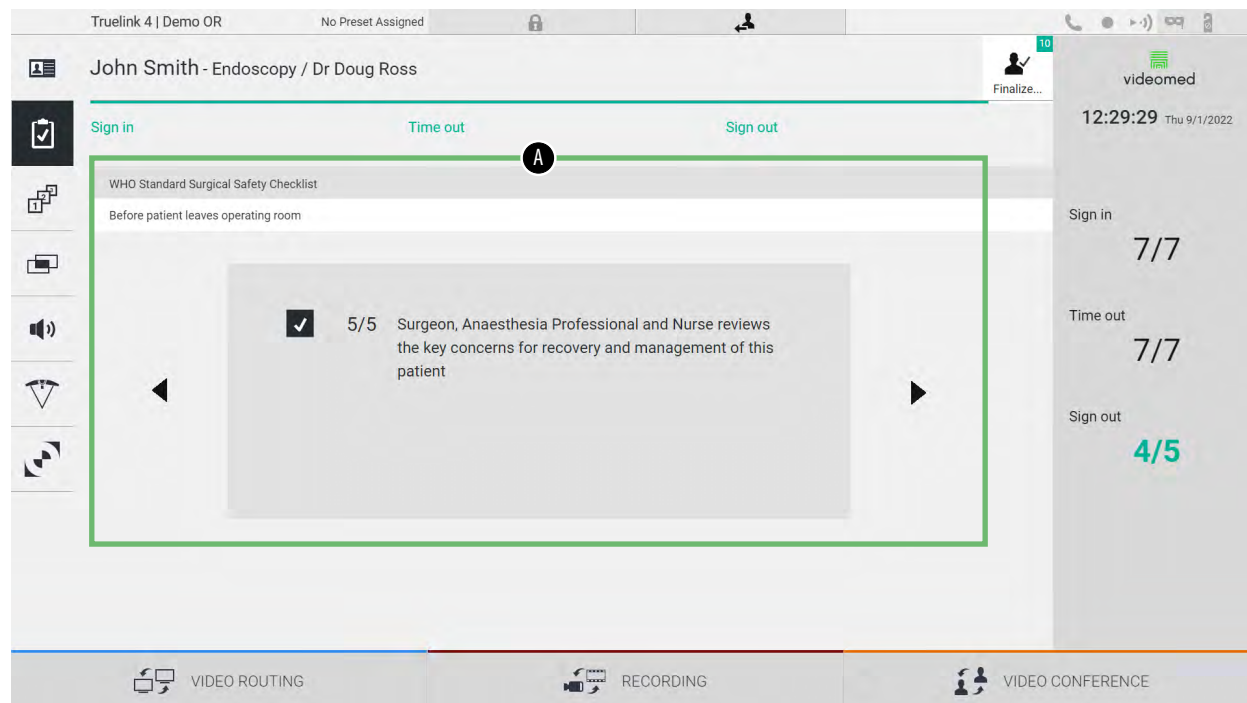 Truelink 4 | Demo OR
No Preset Assigned
John Smith - Endoscopy / Dr Doug Ross
10
Finalize...
videomed
12:29:29 Thu 9/1/2022
Sign in
Time out
Sign out
A
WHO Standard Surgical Safety Checklist
Before patient leaves operating room
5/5 Surgeon, Anaesthesia Professional and Nurse reviews
the key concerns for recovery and management of this
patient
Sign in
7/7
Time out
7/7
Sign out
4/5
1 2 3
VIDEO ROUTING
RECORDING
VIDEO CONFERENCE